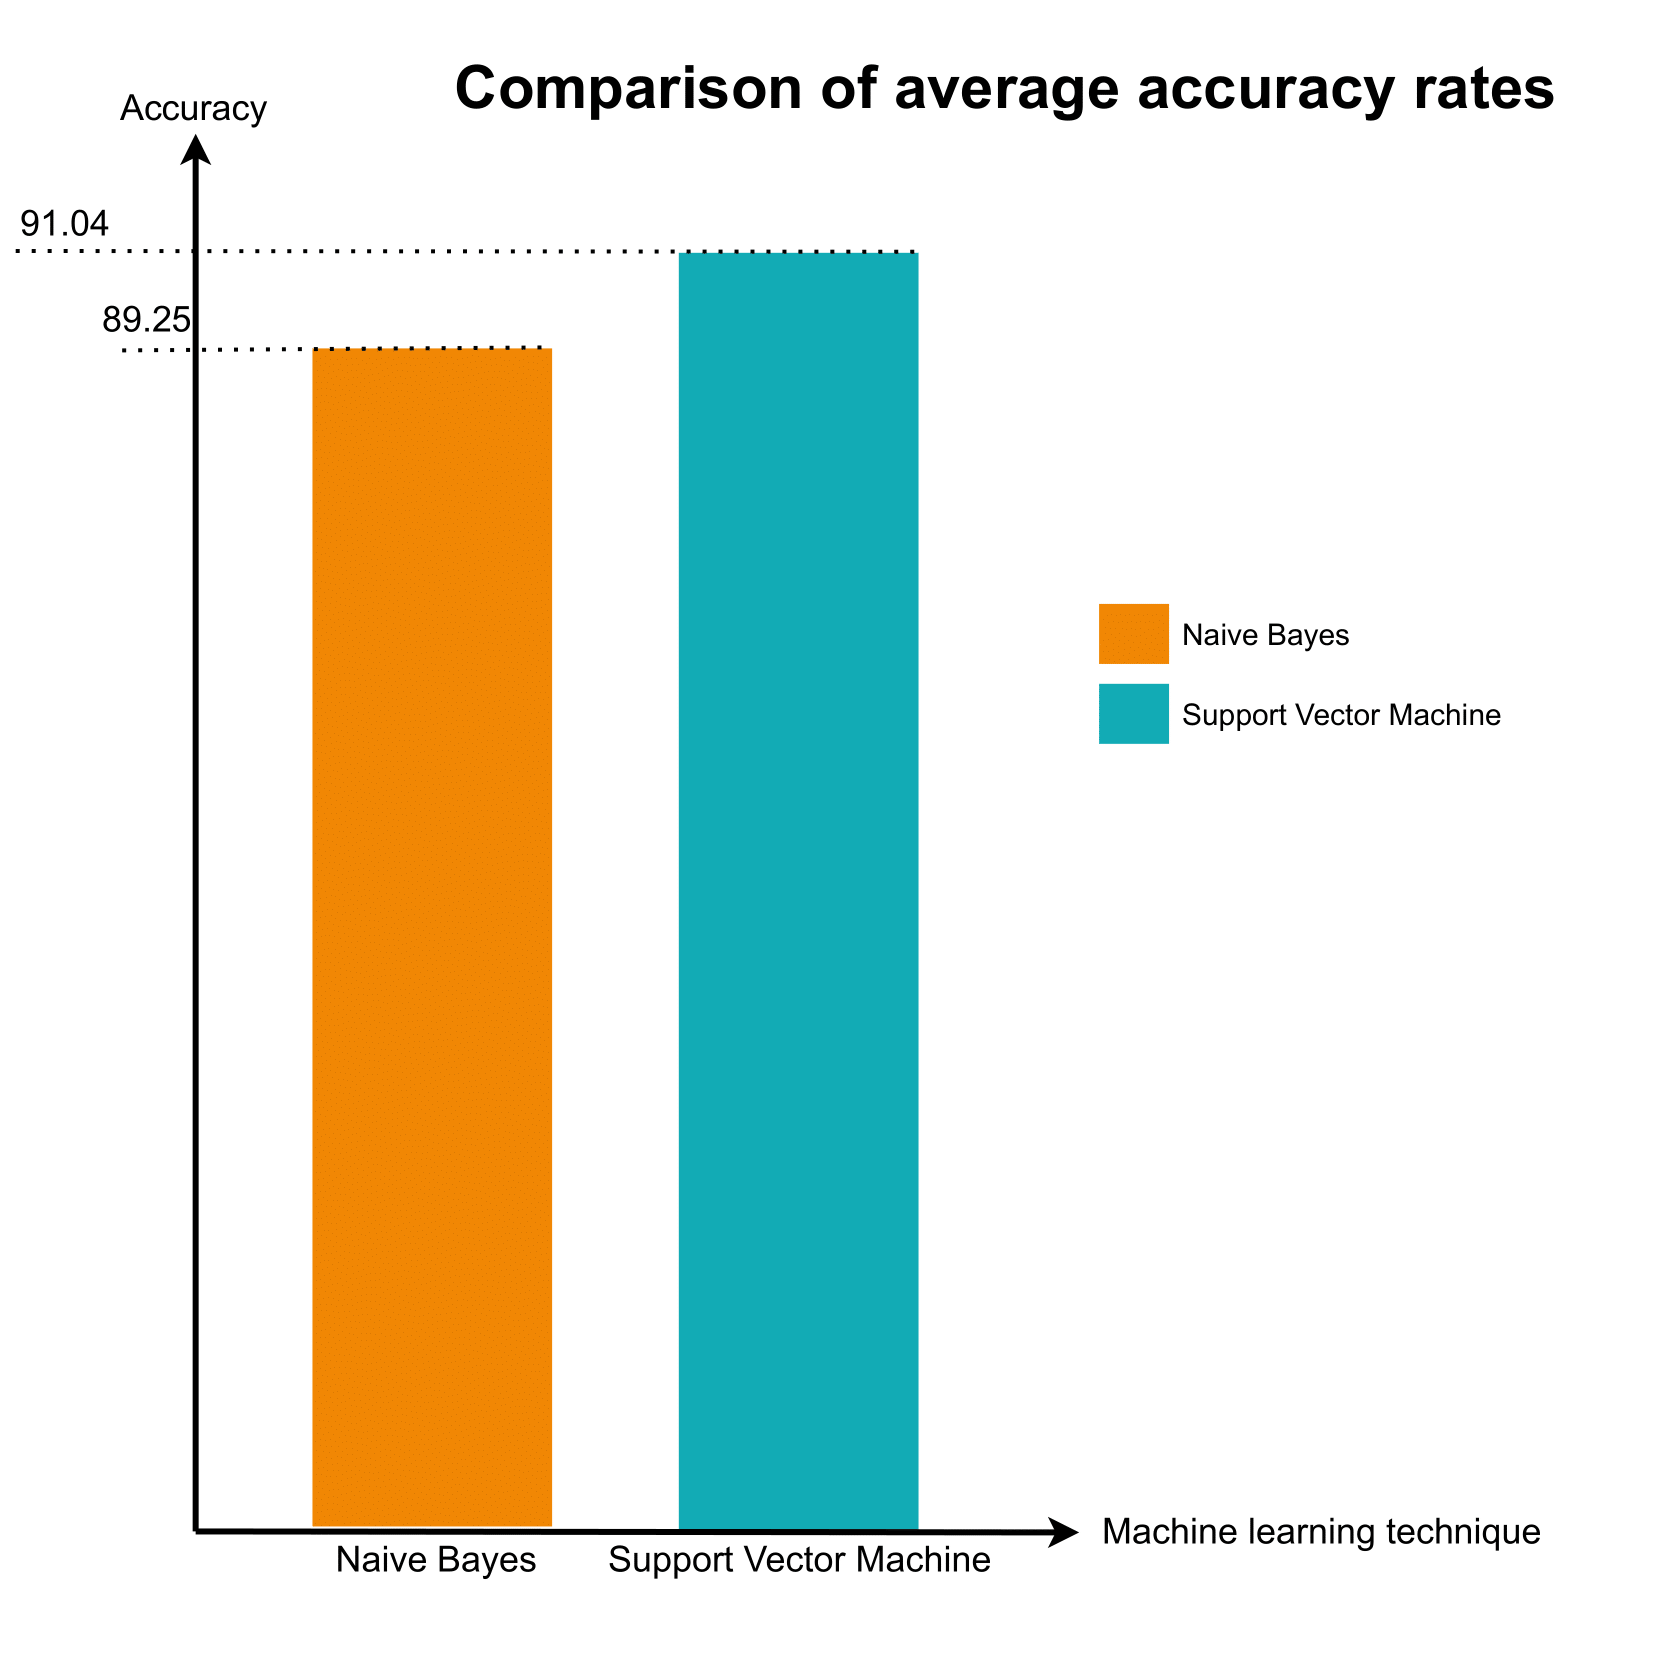 Comparison of average accuracy rates
Accuracy
91.04
89.25
Naive Bayes
Support Vector Machine
Machine learning technique
Naive Bayes
Support Vector Machine